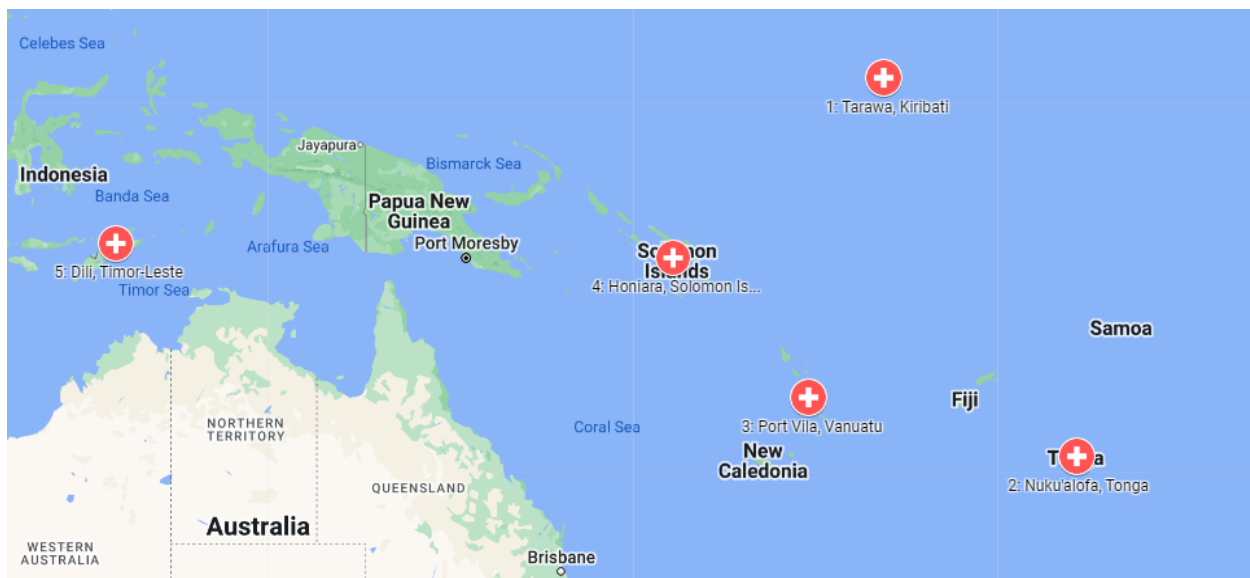 Celebes Sea
1: Tarawa, Kiribati
Jayapura
Bismarck Sea
Indonesia
Banda Sea
Papua New
Guinea
Arafura Sea
Port Moresby
Solomon
Islands
5: Dili, Timor-Leste
4: Honiara, Solomon Is...
Timor Sea
Samoa
Fiji
NORTHERN
TERRITORY
Coral Sea
3: Port Vila, Vanuatu
New
Caledonia
2: Nuku'alofa, Tonga
QUEENSLAND
Australia
WESTERN
AUSTRALIA
Brisbane